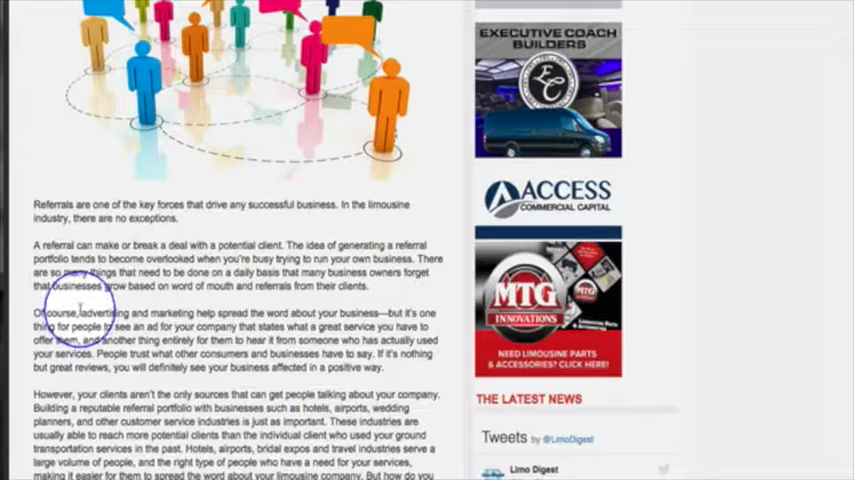 Referrals are one of the key forces that drive any successful business. In the limousine
industry, there are no exceptions.
A referral can make or break a deal with a potential client. The idea of generating a referral
portfolio tends to become overlooked when you're busy trying to run your own business. There
are so many things that need to be done on a daily basis that many business owners forget
that businesses grow based on word of mouth and referrals from their clients.
Of course, advertising and marketing help spread the word about your business—but it's one
thing for people to see an ad for your company that states what a great service you have to
offer them, and another thing entirely for them to hear it from someone who has actually used
your services. People trust what other consumers and businesses have to say. If it's nothing
but great reviews, you will definitely see your business affected in a positive way.
However, your clients aren't the only sources that can get people talking about your company.
Building a reputable referral portfolio with businesses such as hotels, airports, wedding
planners, and other customer service industries is just as important. These industries are
usually able to reach more potential clients than the individual client who used your ground
transportation services in the past. Hotels, airports, bridal expos and travel industries serve a
large volume of people, and the right type of people who have a need for your services,
making it easier for them to spread the word about your limousine company. But how do you
EXECUTIVE COACH
BUILDERS
EC
ACCESS
COMMERCIAL CAPITAL
MTG
INNOVATIONS
NEED LIMOUSINE PARTS
& ACCESSORIES? CLICK HERE!
THE LATEST NEWS
Tweets by @LimoDigest
Limo Digest